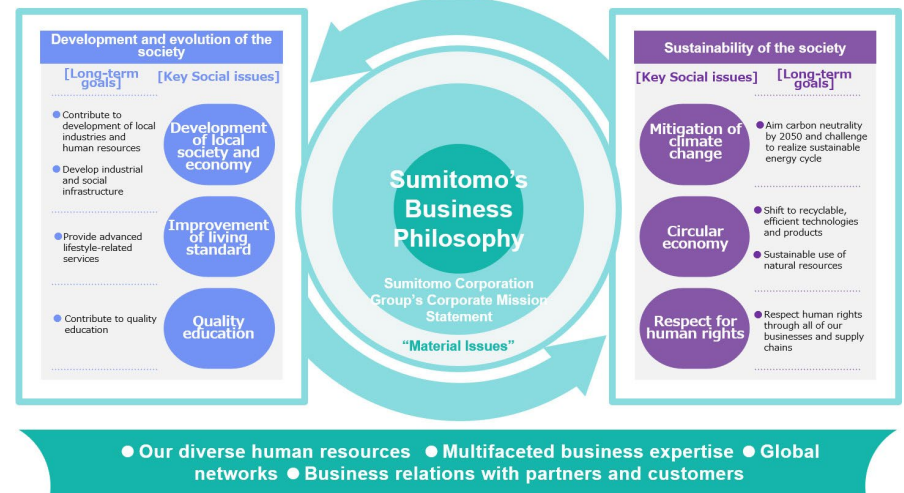 Development and evolution of the
society
[Long-term
goals]
[Key Social issues]
● Contribute to
development of local
industries and
human resources
● Develop industrial
and social
infrastructure
Development
of local
society and
economy
● Provide advanced
lifestyle-related
services
Improvement
of living
standard
● Contribute to quality
education
Quality
education
Sumitomo's
Business
Philosophy
Sumitomo Corporation
Group's Corporate Mission
Statement
“Material Issues”
Sustainability of the society
[Key Social issues]
[Long-term
goals]
Mitigation of
climate
change
● Aim carbon neutrality
by 2050 and challenge
to realize sustainable
energy cycle
Circular
economy
● Shift to recyclable,
efficient technologies
and products
● Sustainable use of
natural resources
Respect for
human rights
● Respect human rights
through all of our
businesses and supply
chains
● Our diverse human resources ● Multifaceted business expertise ● Global
networks ● Business relations with partners and customers